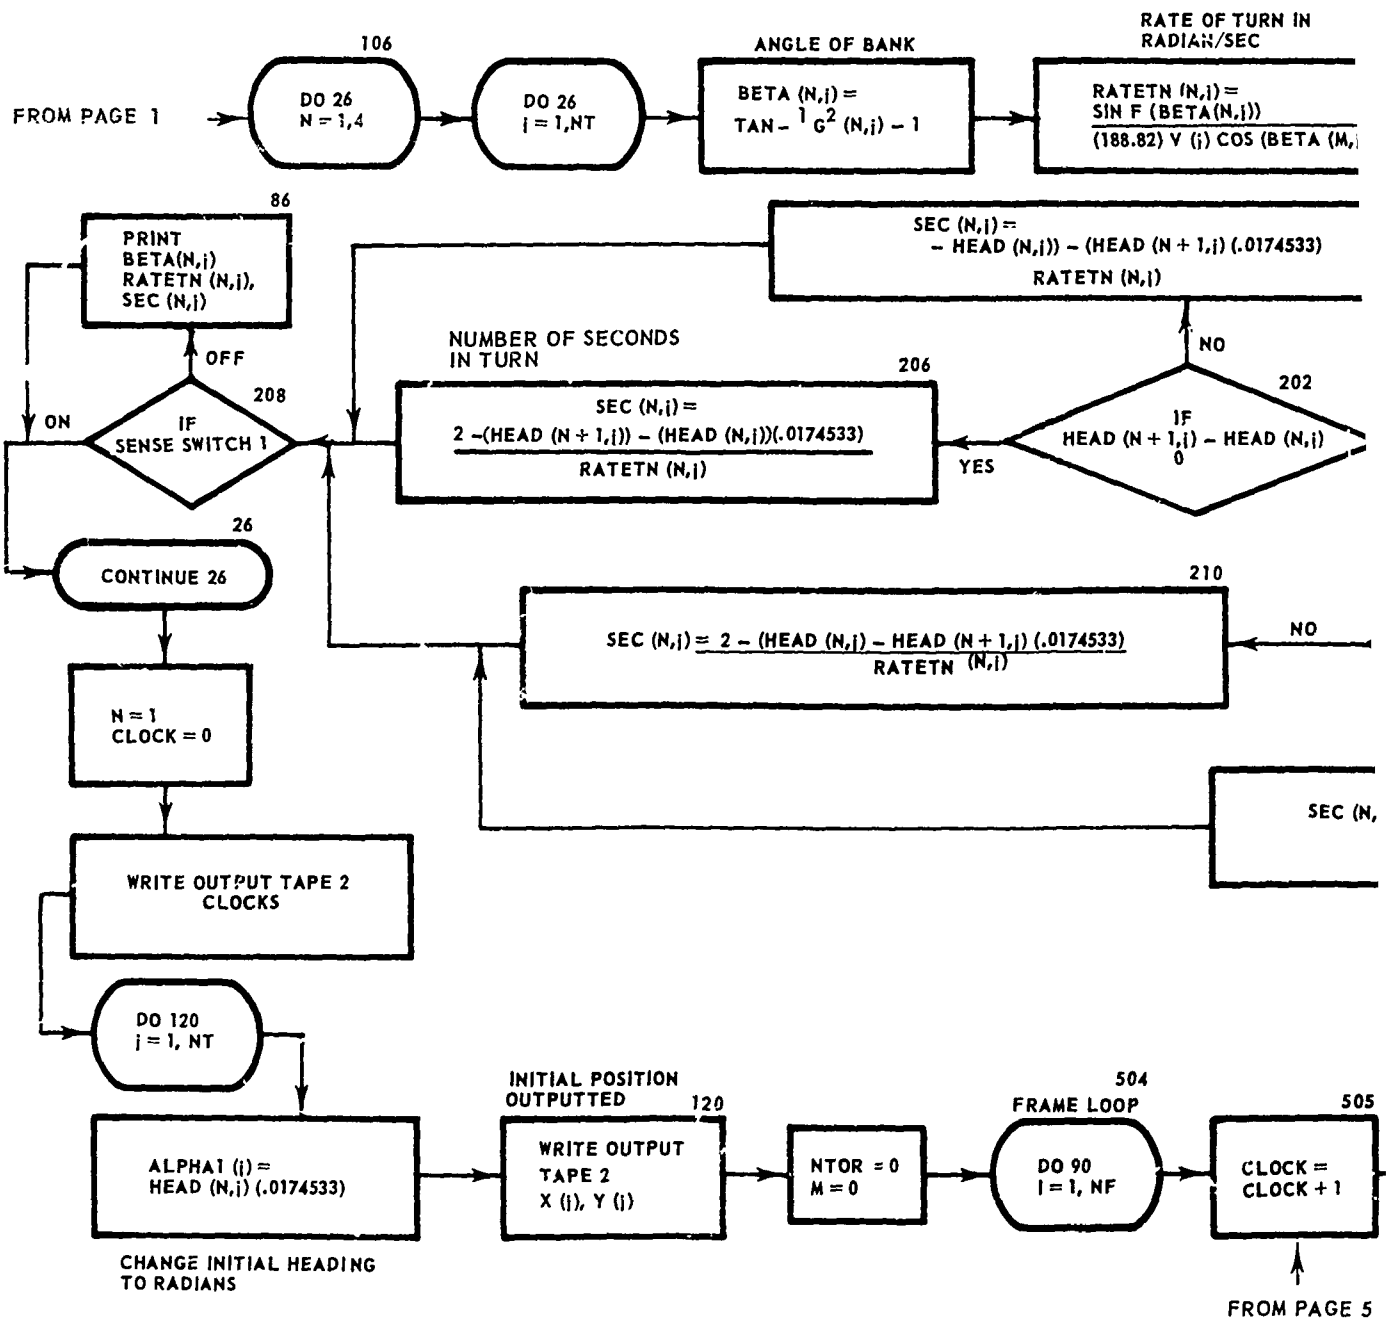 RATE OF TURN IN
RADIAN/SEC
106
ANGLE OF BANK
FROM PAGE 1
DO 26
N = 1,4
DO 26
j = 1,NT
BETA (N,j) =
TAN – 1 G2 (N,j) – 1
RATETN (N,j) =
SIN F (BETA(N,j))
(188.82) V (j) COS (BETA (M,j
86
PRINT
BETA(N,j)
RATETN (N,j),
SEC (N,j)
SEC (N,j) =
– HEAD (N,j)) – (HEAD (N + 1,j) (.0174533)
RATETN (N,j)
OFF
NO
NUMBER OF SECONDS
IN TURN
206
202
208
ON
IF
SENSE SWITCH 1
SEC (N,j) =
2 –(HEAD (N + 1,j)) – (HEAD (N,j))(.0174533)
RATETN (N,j)
YES
IF
HEAD (N + 1,j) – HEAD (N,j)
0
26
CONTINUE 26
210
SEC (N,j) = 2 – (HEAD (N,j) – HEAD (N + 1,j) (.0174533)
RATETN (N,j)
NO
N = 1
CLOCK = 0
SEC (N,
WRITE OUTPUT TAPE 2
CLOCKS
DO 120
j = 1, NT
INITIAL POSITION
OUTPUTTED
120
504
FRAME LOOP
505
ALPHA1 (j) =
HEAD (N,j) (.0174533)
WRITE OUTPUT
TAPE 2
X (j), Y (j)
NTOR = 0
M = 0
DO 90
I = 1, NF
CLOCK =
CLOCK + 1
CHANGE INITIAL HEADING
TO RADIANS
FROM PAGE 5